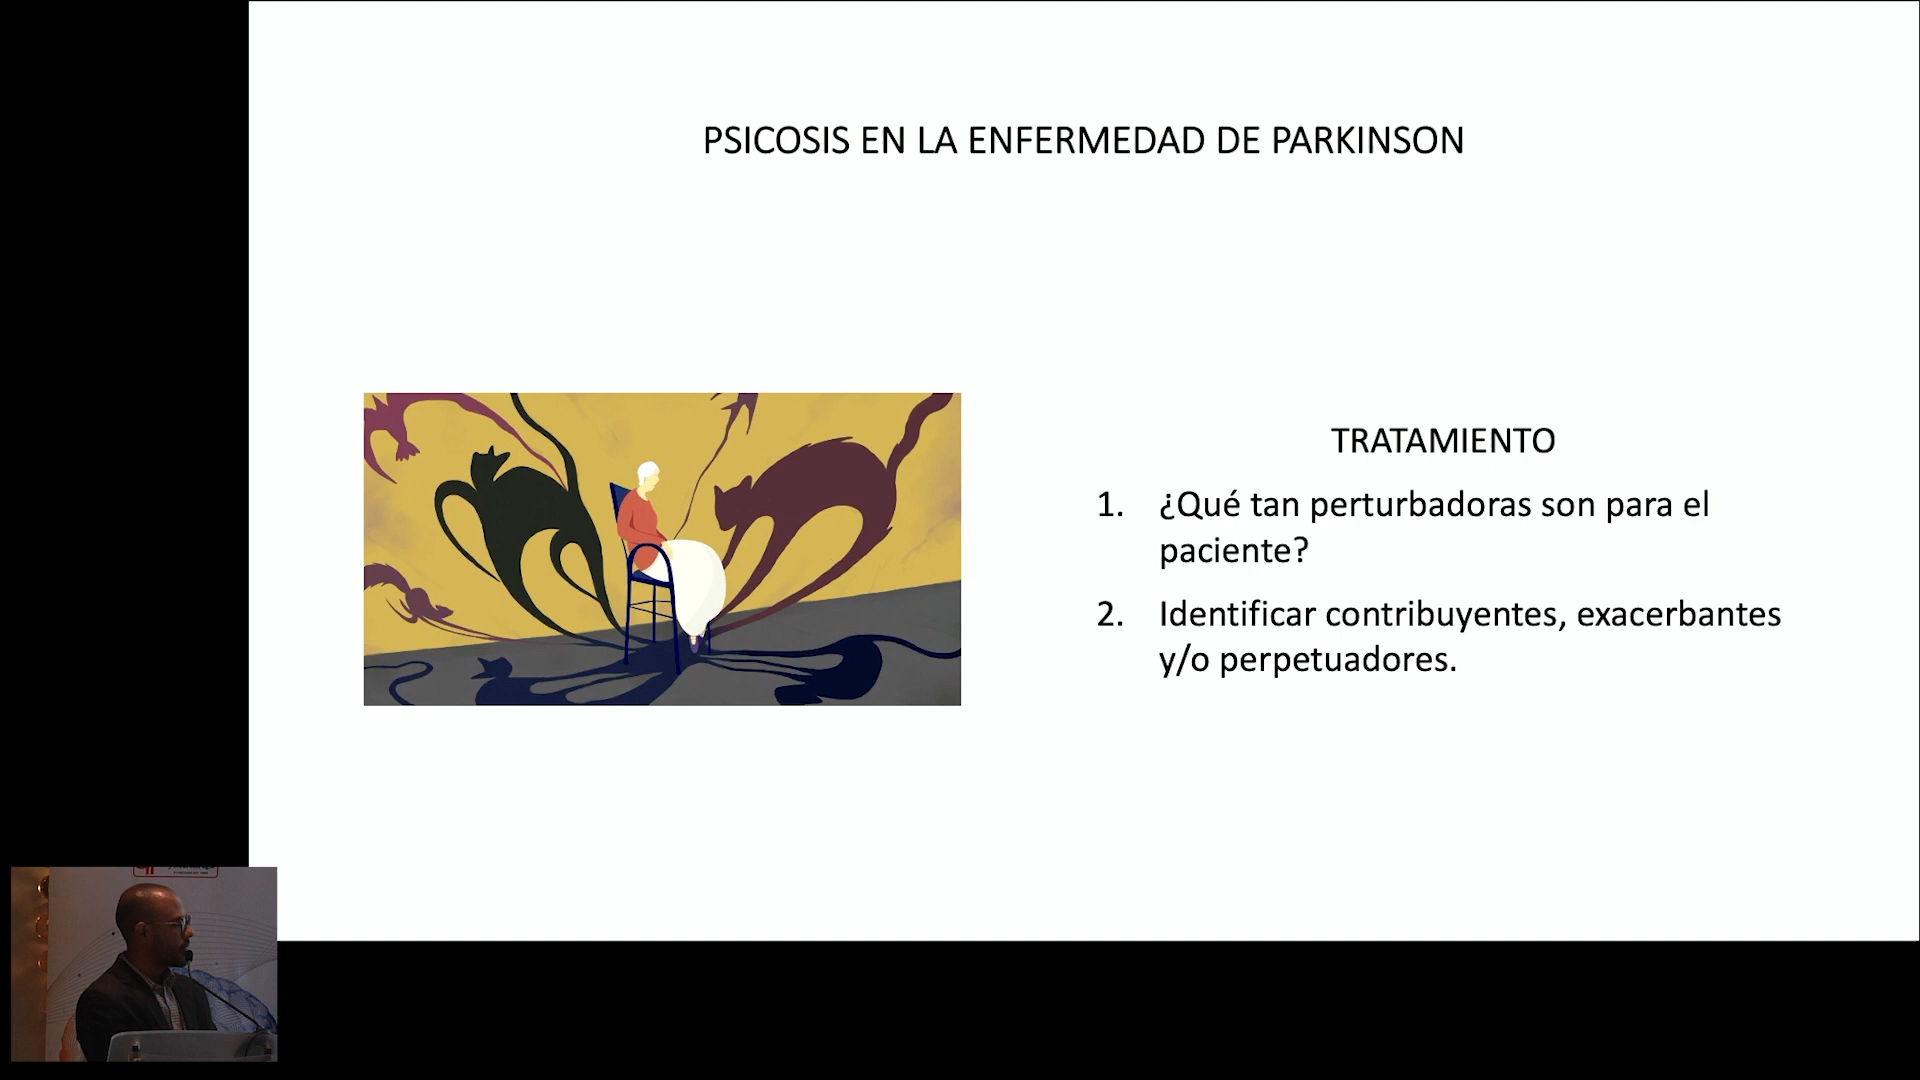 PSICOSIS EN LA ENFERMEDAD DE PARKINSON
TRATAMIENTO
1. ¿Qué tan perturbadoras son para el
paciente?
2. Identificar contribuyentes, exacerbantes
y/o perpetuadores.